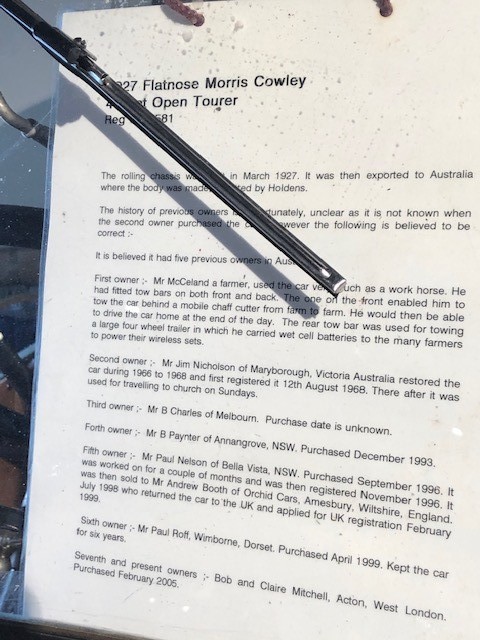 27 Flatnose Morris Cowley
4 Open Tourer
Reg 681
The rolling chassis in March 1927. It was then exported to Australia
where the body was made ted by Holdens.
The history of previous owners tunately, unclear as it is not known when
the second owner purchased the wever the following is believed to be
correct :-
It is believed it had five previous owners in Aus
First owner ;- Mr McCeland a farmer, used the car ver uch as a work horse. He
had fitted tow bars on both front and back. The one on the front enabled him to
tow the car behind a mobile chaff cutter from farm to farm. He would then be able
to drive the car home at the end of the day. The rear tow bar was used for towing
a large four wheel trailer in which he carried wet cell batteries to the many farmers
to power their wireless sets.
Second owner ;- Mr Jim Nicholson of Maryborough, Victoria Australia restored the
car during 1966 to 1968 and first registered it 12th August 1968. There after it was
used for travelling to church on Sundays.
Third owner ;- Mr B Charles of Melbourn. Purchase date is unknown.
Forth owner ;- Mr B Paynter of Annangrove, NSW. Purchased December 1993.
Fifth owner ;- Mr Paul Nelson of Bella Vista, NSW. Purchased September 1996. It
was worked on for a couple of months and was then registered November 1996. It
was then sold to Mr Andrew Booth of Orchid Cars, Amesbury, Wiltshire, England.
July 1998 who returned the car to the UK and applied for UK registration February
1999.
Sixth owner ;- Mr Paul Roff, Wimborne, Dorset. Purchased April 1999. Kept the car
for six years.
Seventh and present owners ;- Bob and Claire Mitchell, Acton, West London.
Purchased February 2005.